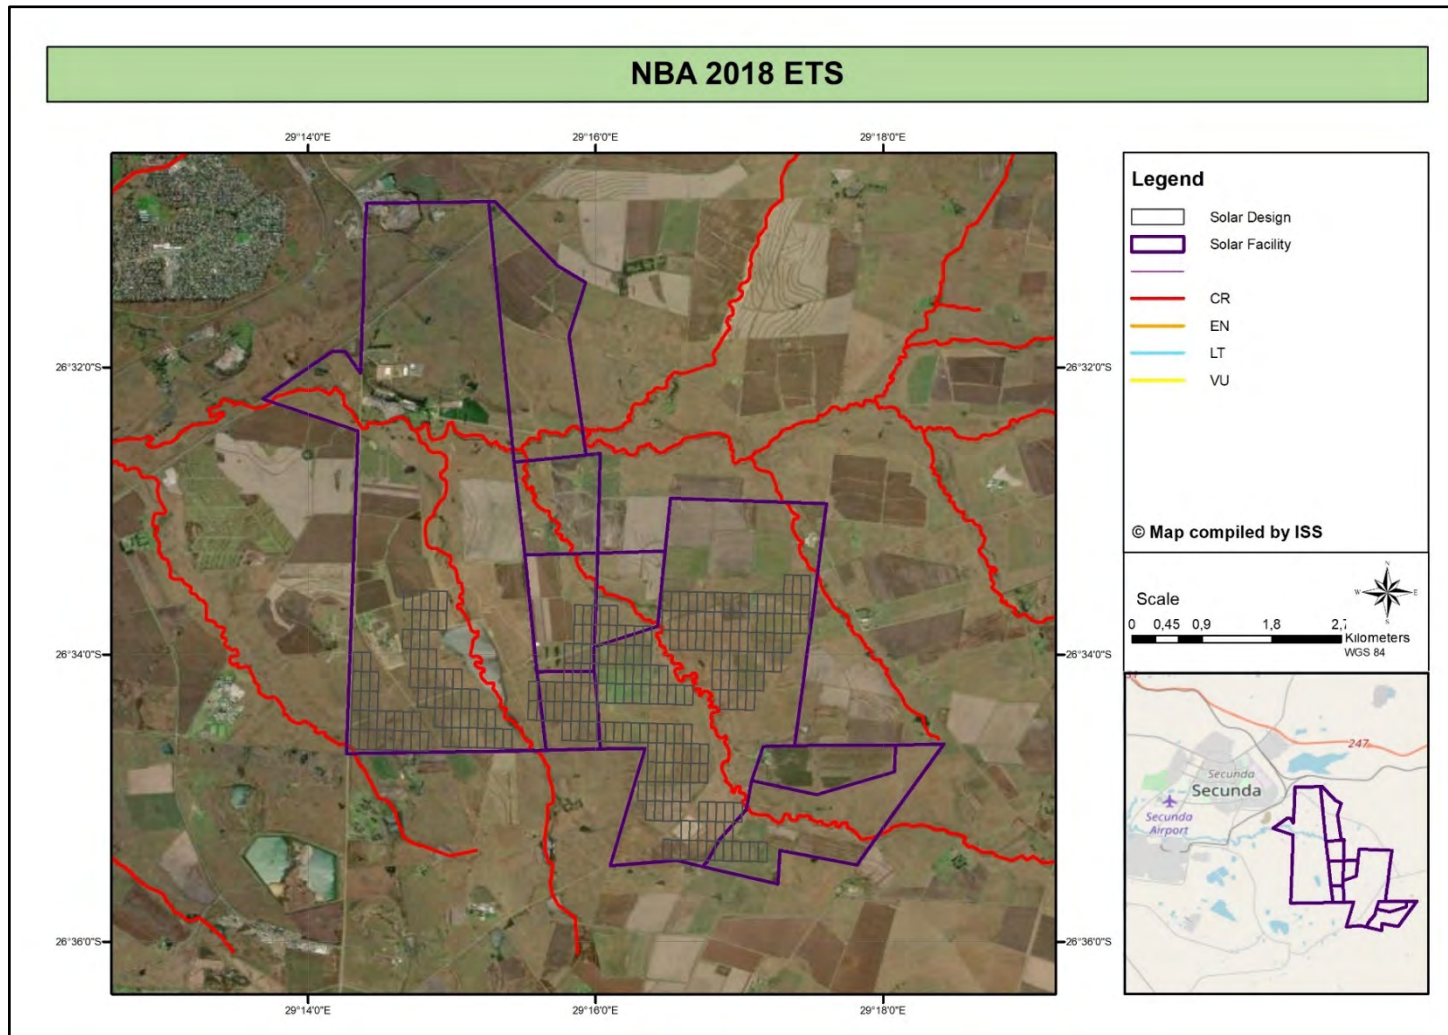 NBA 2018 ETS
29°14'0"E
29°16'0"E
29°18'0"E
26°32'0"S
26°32'0"S
26°34'0"S
26°34'0"S
26°36'0"S
26°36'0"S
29°14'0"E
29°16'0"E
29°18'0"E
Legend
Solar Design
Solar Facility
CR
EN
LT
VU
© Map compiled by ISS
Scale
N
W
E
S
0 0,45 0,9 1,8 2,
Kilometers
WGS 84
247
Secunda
Secunda
Secunda
Airport